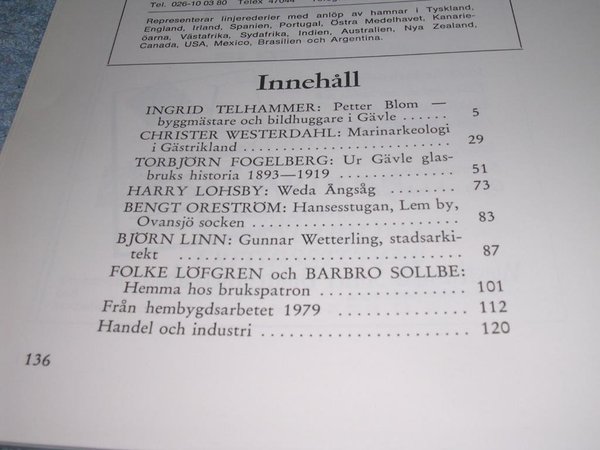 Tel. 026-10 03 80 Telex 47044
Representerar linjerederier med anlöp av hamnar i Tyskland,
England, Irland, Spanien, Portugal, Östra Medelhavet, Kanarie-
öarna, Västafrika, Sydafrika, Indien, Australien, Nya Zealand,
Canada, USA, Mexico, Brasilien och Argentina.
Innehåll
INGRID TELHAMMER: Petter Blom —
byggmästare och bildhuggare i Gävle ...... 5
CHRISTER WESTERDAHL: Marinarkeologi
i Gästrikland ........................ 29
TORBJÖRN FOGELBERG: Ur Gävle glas-
bruks historia 1893—1919 ............. 51
HARRY LOHSBY: Weda Ångsåg ........ 73
BENGT ORESTRÖM: Hansesstugan, Lem by,
Ovansjö socken ....................... 83
BJÖRN LINN: Gunnar Wetterling, stadsarki-
tekt ................................. 87
FOLKE LÖFGREN och BARBRO SOLLBE:
Hemma hos brukspatron ................ 101
Från hembygdsarbetet 1979 ............. 112
Handel och industri ...................... 120
136